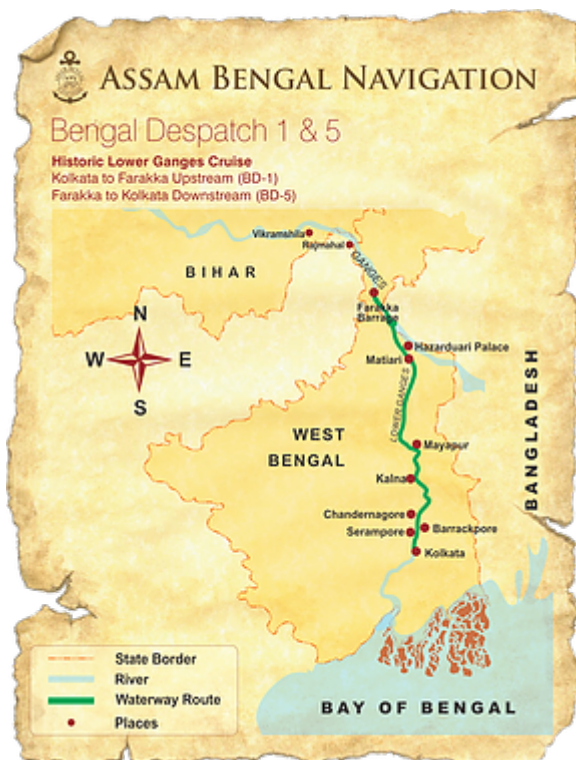 ASSAM BENGAL NAVIGATION
Bengal Despatch 1 & 5
Historic Lower Ganges Cruise
Kolkata to Farakka Upstream (BD-1)
Farakka to Kolkata Downstream (BD-5)
Vikramshila
Rajmahal
GANGES
BIHAR
Farakka
Barrage
N
W
E
S
Hazarduari Palace
Matiari
LOWER GANGES
BANGLADESH
WEST
BENGAL
Mayapur
Kalna
Chandernagore
Barrackpore
Serampore
Kolkata
State Border
River
Waterway Route
Places
BAY OF BENGAL